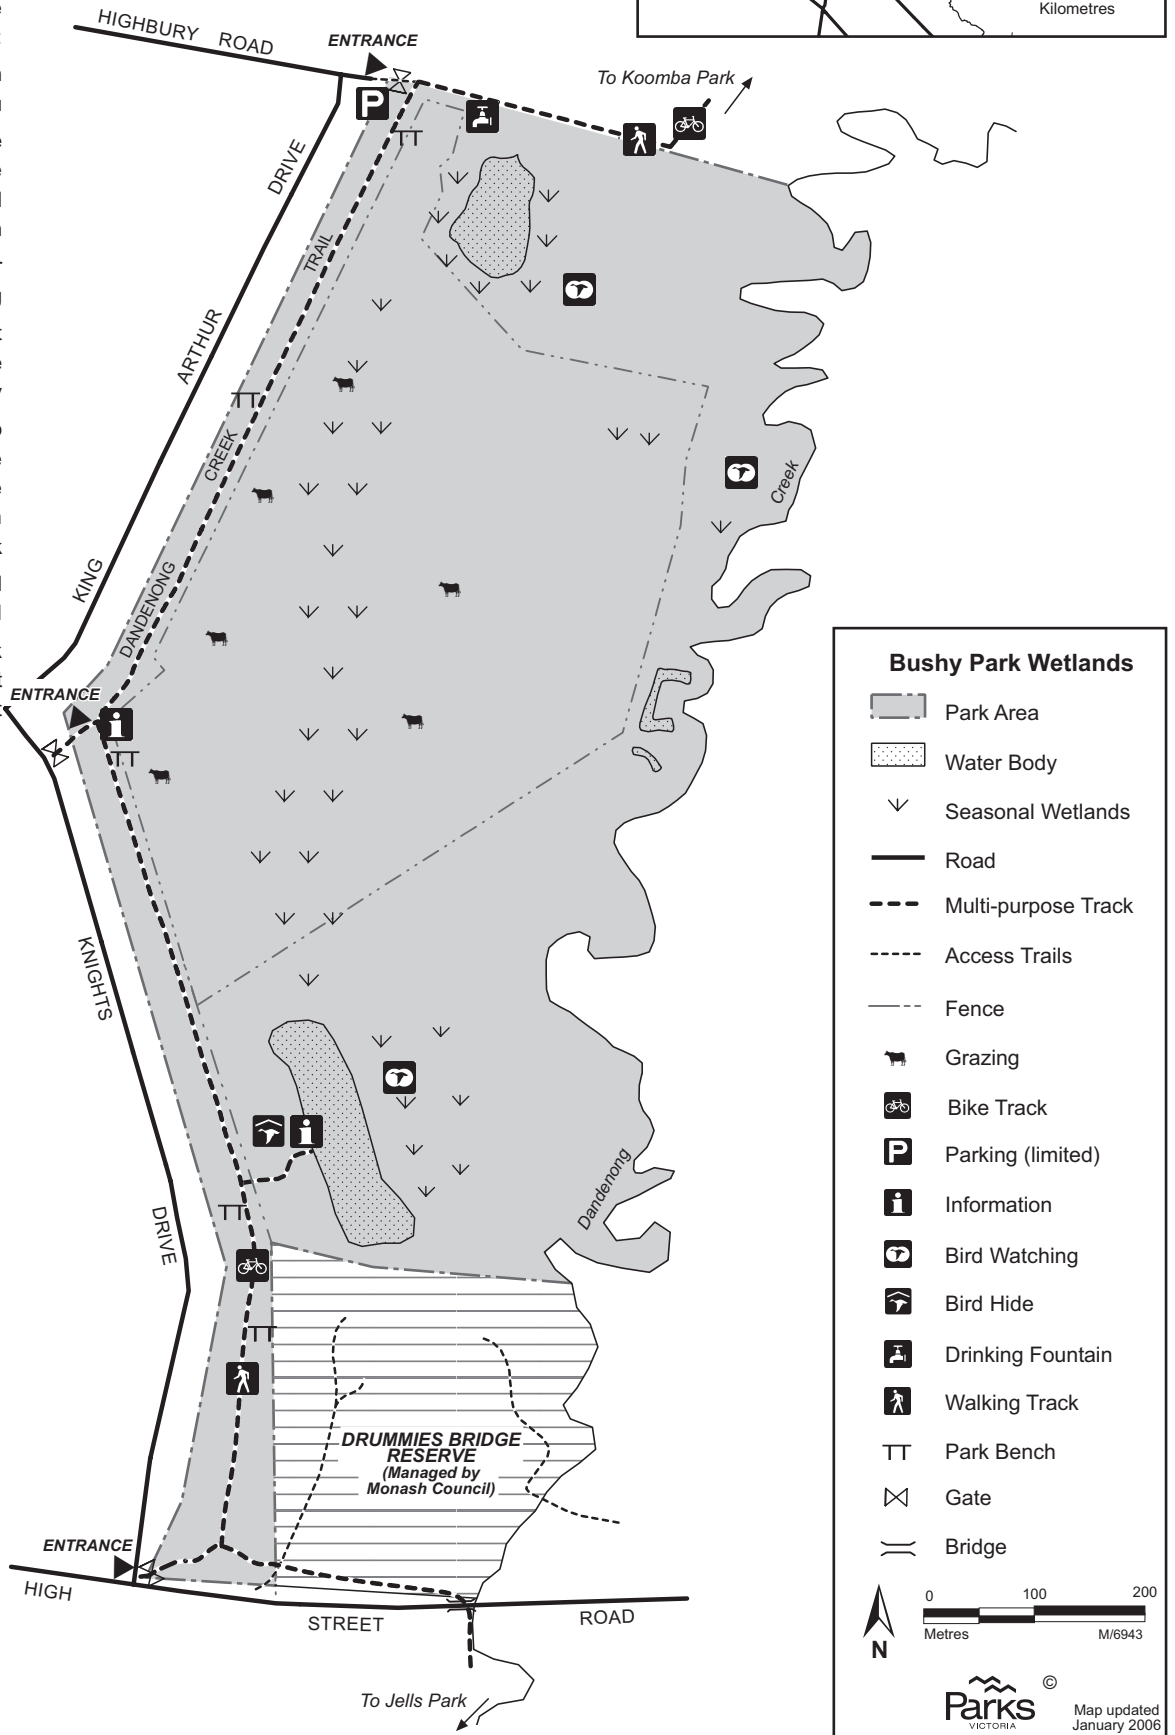 Kilometres
HIGHBURY ROAD
ENTRANCE
To Koomba Park
P
DRIVE
TRAIL
ARTHUR
CREEK
Creek
KING
DANDENONG
ENTRANCE
i
KNIGHTS
i
Dandenong
DRIVE
DRUMMIES BRIDGE
RESERVE
(Managed by
Monash Council)
ENTRANCE
HIGH STREET ROAD
To Jells Park
Bushy Park Wetlands
Park Area
Water Body
Seasonal Wetlands
Road
Multi-purpose Track
Access Trails
Fence
Grazing
Bike Track
P Parking (limited)
i Information
Bird Watching
Bird Hide
Drinking Fountain
Walking Track
Park Bench
Gate
Bridge
0 100 200
Metres M/6943
N
Parks ©
VICTORIA
Map updated
January 2006